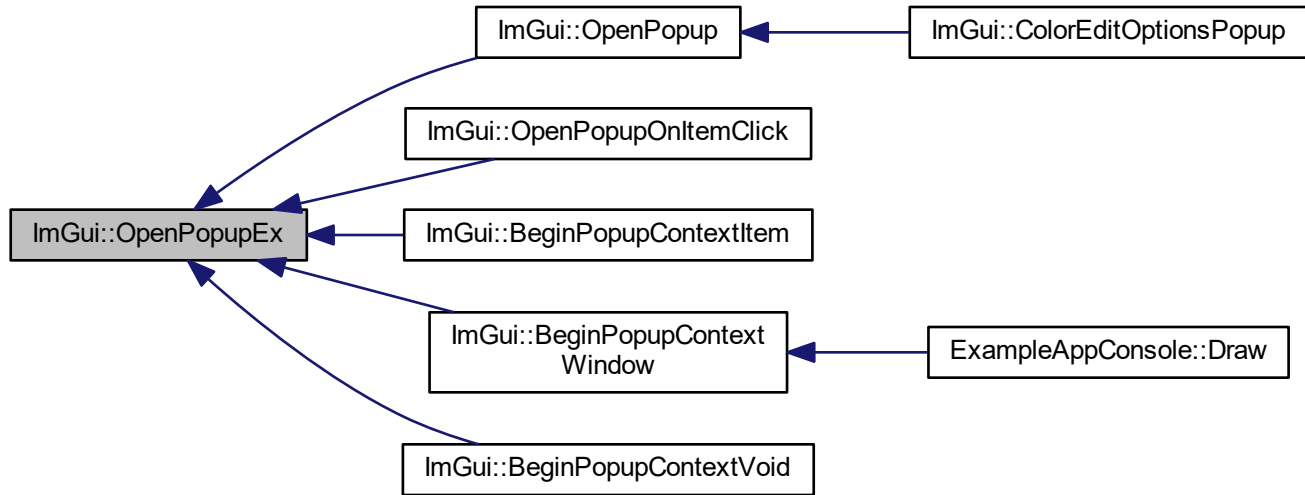 ImGui::OpenPopup
ImGui::ColorEditOptionsPopup
ImGui::OpenPopupOnItemClick
ImGui::OpenPopupEx
ImGui::BeginPopupContextItem
ImGui::BeginPopupContext
Window
ExampleAppConsole::Draw
ImGui::BeginPopupContextVoid